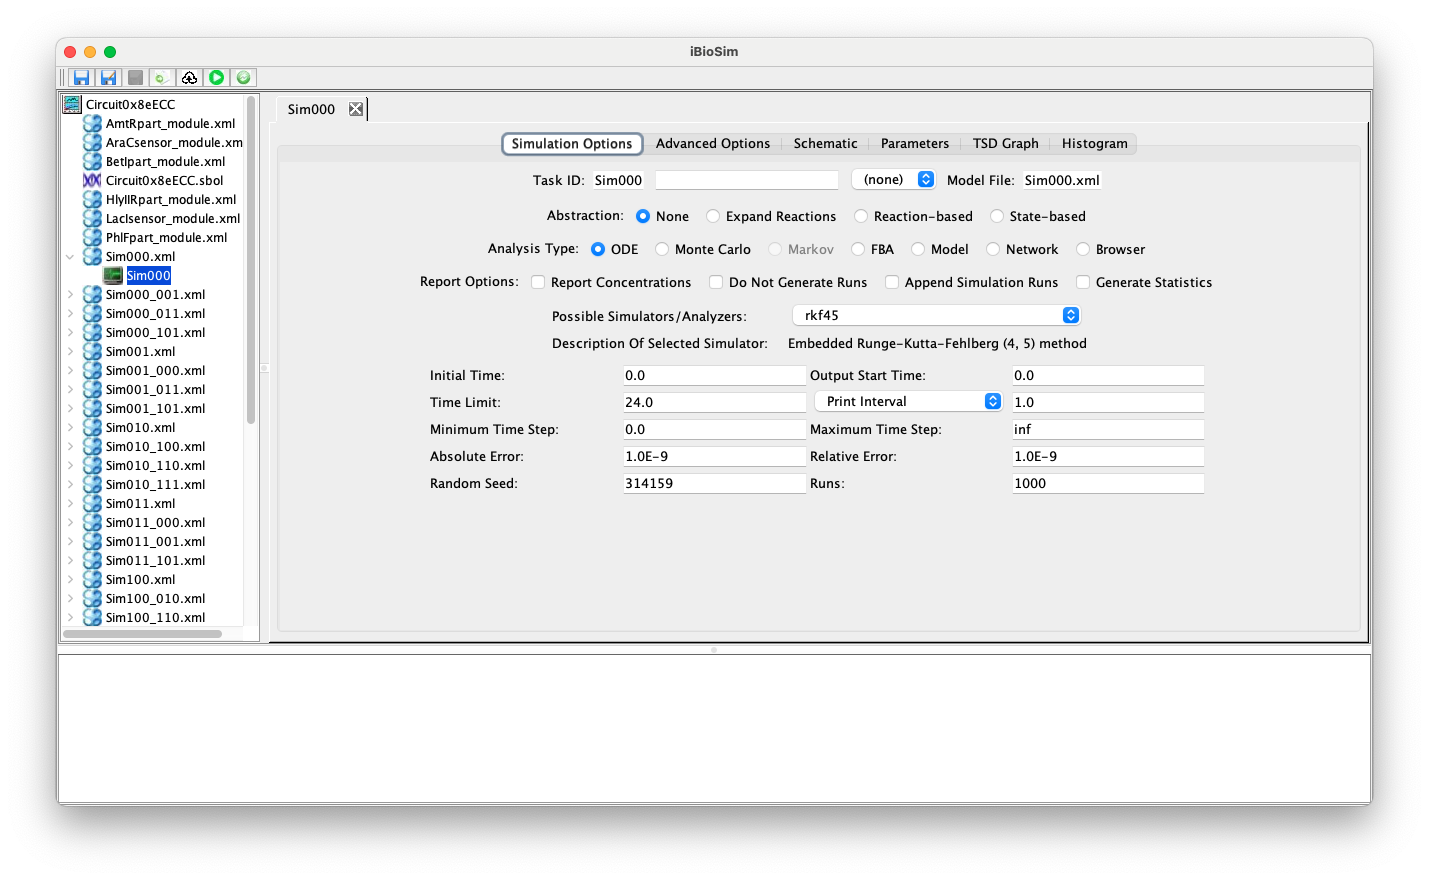 iBioSim
Circuit0x8eECC
AmtRpart_module.xml
AraCsensor_module.xm
BetIpart_module.xml
Circuit0x8eECC.sbol
HlyIIRpart_module.xml
LacIsensor_module.xml
PhlFpart_module.xml
Sim000.xml
Sim000
Sim000_001.xml
Sim000_011.xml
Sim000_101.xml
Sim001.xml
Sim001_000.xml
Sim001_011.xml
Sim001_101.xml
Sim010.xml
Sim010_100.xml
Sim010_110.xml
Sim010_111.xml
Sim011.xml
Sim011_000.xml
Sim011_001.xml
Sim011_101.xml
Sim100.xml
Sim100_010.xml
Sim100_110.xml
Sim000
Simulation Options Advanced Options Schematic Parameters TSD Graph Histogram
Task ID: Sim000 (none) Model File: Sim000.xml
Abstraction: None Expand Reactions Reaction-based State-based
Analysis Type: ODE Monte Carlo Markov FBA Model Network Browser
Report Options: Report Concentrations Do Not Generate Runs Append Simulation Runs Generate Statistics
Possible Simulators/Analyzers: rkf45
Description Of Selected Simulator: Embedded Runge-Kutta-Fehlberg (4, 5) method
Initial Time: 0.0 Output Start Time: 0.0
Time Limit: 24.0 Print Interval 1.0
Minimum Time Step: 0.0 Maximum Time Step: inf
Absolute Error: 1.0E-9 Relative Error: 1.0E-9
Random Seed: 314159 Runs: 1000